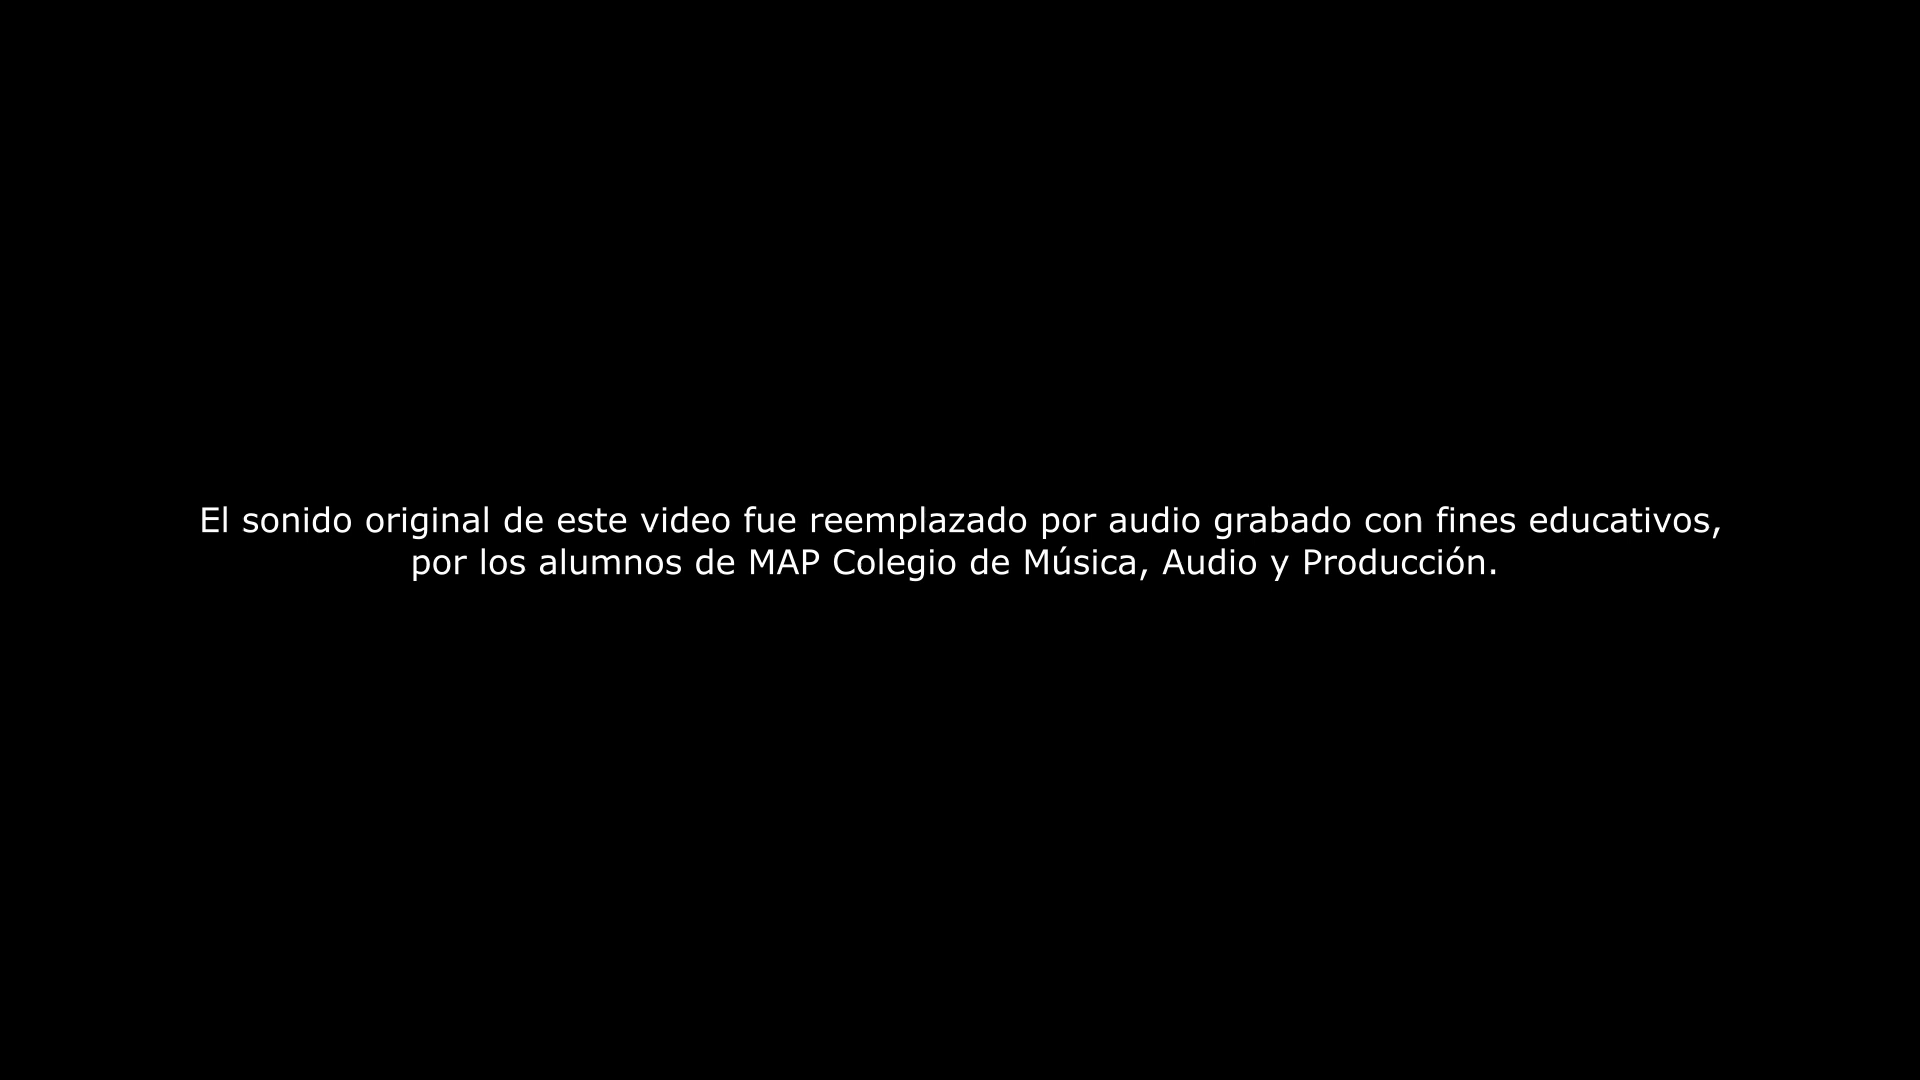 El sonido original de este video fue reemplazado por audio grabado con fines educativos,
por los alumnos de MAP Colegio de Música, Audio y Producción.